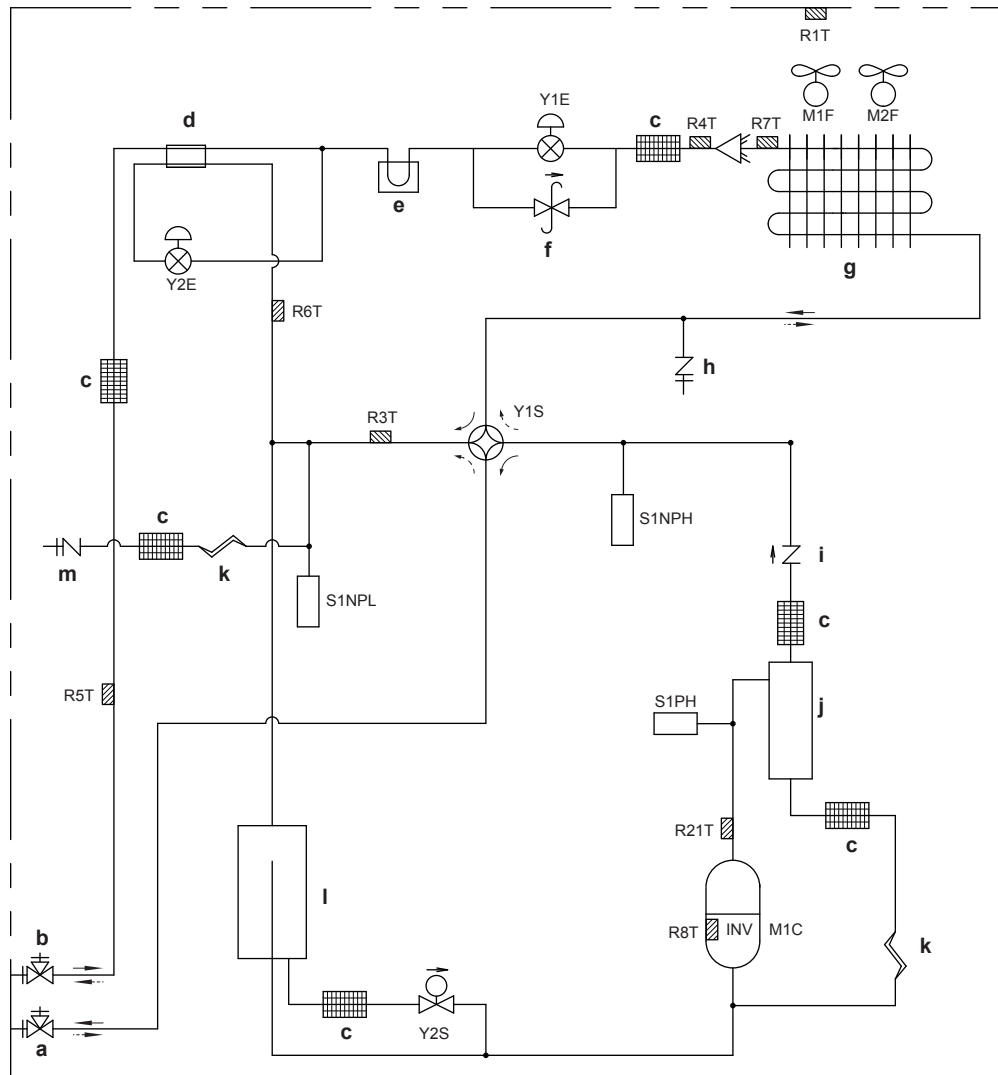 R1T
M1F
M2F
Y1E
d
c
R4T
R7T
e
f
g
Y2E
R6T
c
h
R3T
Y1S
c
S1NPH
m
k
i
S1NPL
c
R5T
S1PH
j
R21T
c
l
R8T
INV
M1C
b
k
c
Y2S
a